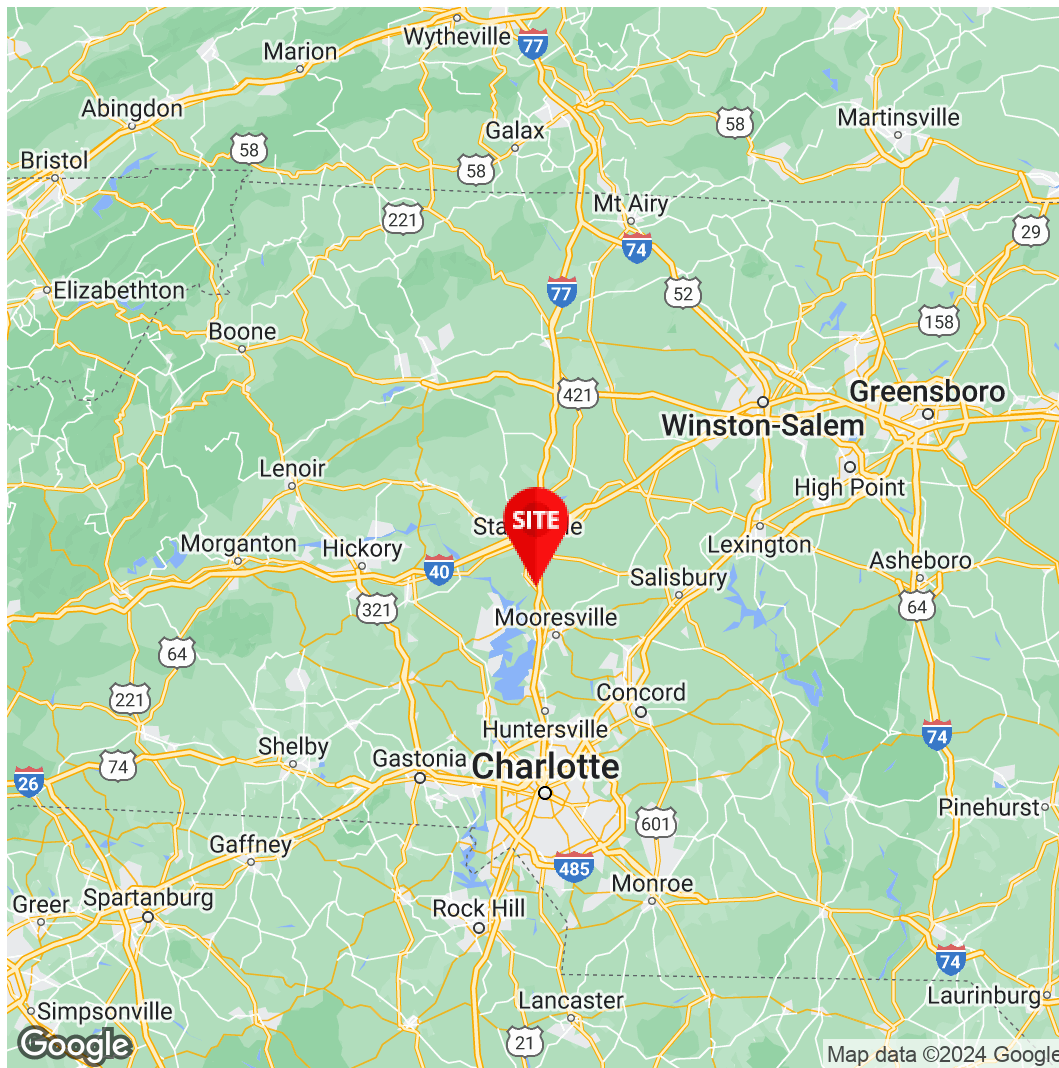 Wytheville
77
Marion
Abingdon
58
Galax
58
Martinsville
Bristol
58
221
Mt Airy
74
29
Elizabethton
77
52
158
Boone
421
Greensboro
Winston-Salem
Lenoir
High Point
SITE
Morganton
Hickory
40
Lexington
Asheboro
321
Salisbury
64
Mooresville
64
221
Concord
Huntersville
74
74
Shelby
Gastonia
Charlotte
26
Pinehurst
601
Gaffney
485
Monroe
Greer
Spartanburg
Rock Hill
74
Laurinburg
Simpsonville
Lancaster
21
Google
Map data ©2024 Google